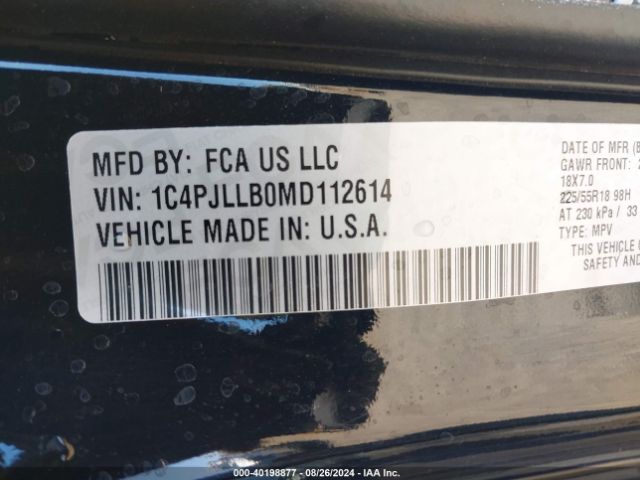 MFD BY: FCA US LLC
VIN: 1C4PJLLB0MD112614
VEHICLE MADE IN: U.S.A.
DATE OF MFR (B
GAWR FRONT: 2
18X7.0
225/55R18 98H
AT 230 kPa / 33
TYPE: MPV
THIS VEHICLE
SAFETY AND
000-40198877 - 08/26/2024 - IAA Inc.